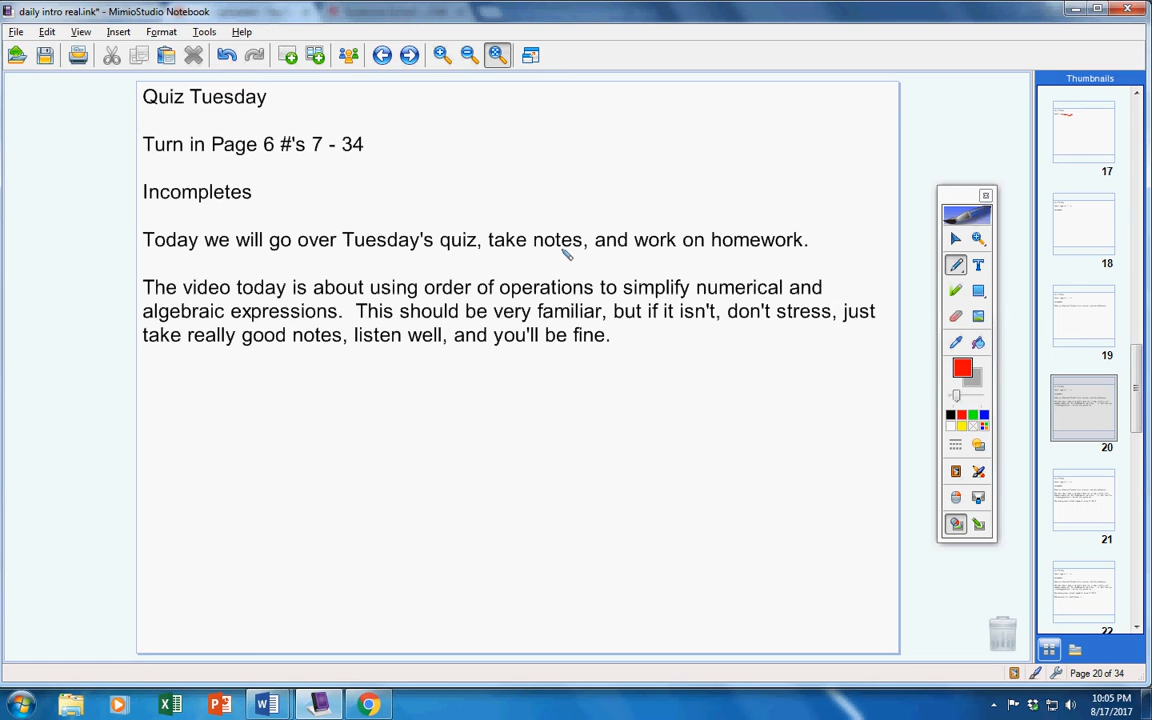 daily intro real.ink* - MimioStudio Notebook
File Edit View Insert Format Tools Help
Quiz Tuesday
Turn in Page 6 #'s 7 - 34
Incompletes
Today we will go over Tuesday's quiz, take notes, and work on homework.
The video today is about using order of operations to simplify numerical and
algebraic expressions. This should be very familiar, but if it isn't, don't stress, just
take really good notes, listen well, and you'll be fine.
Thumbnails
17
18
19
20
21
22
Page 20 of 34
10:05 PM
8/17/2017